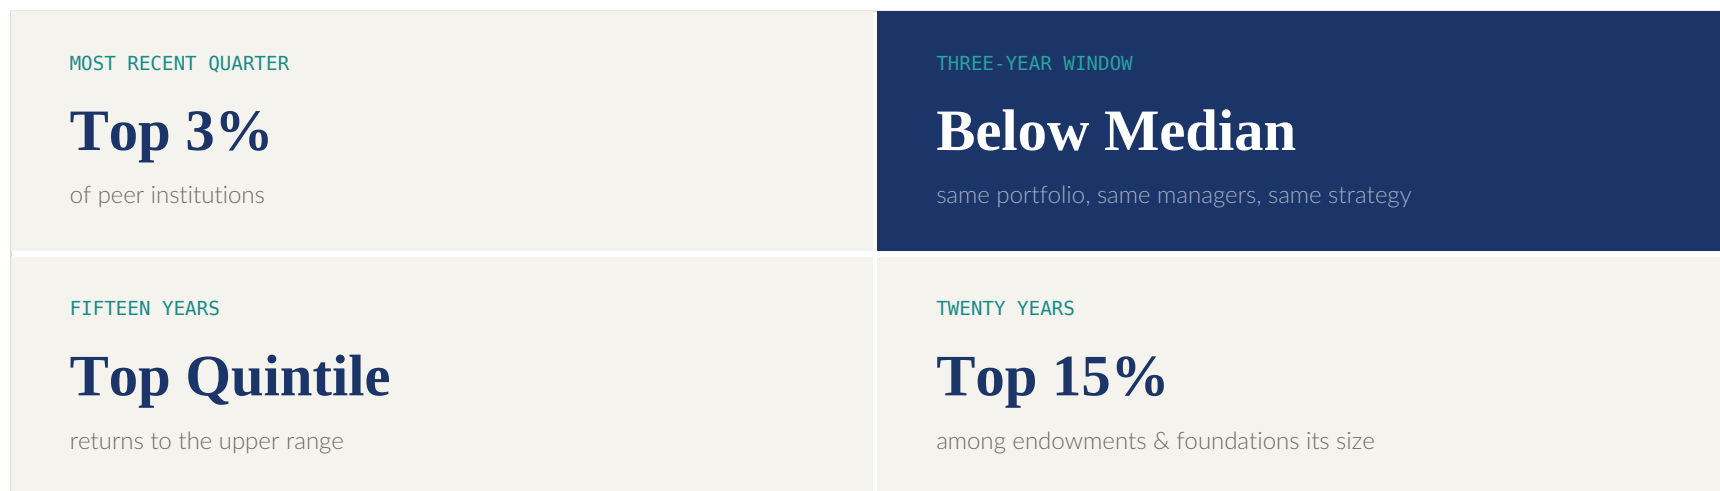 MOST RECENT QUARTER
Top 3%
of peer institutions
THREE-YEAR WINDOW
Below Median
same portfolio, same managers, same strategy
FIFTEEN YEARS
Top Quintile
returns to the upper range
TWENTY YEARS
Top 15%
among endowments & foundations its size